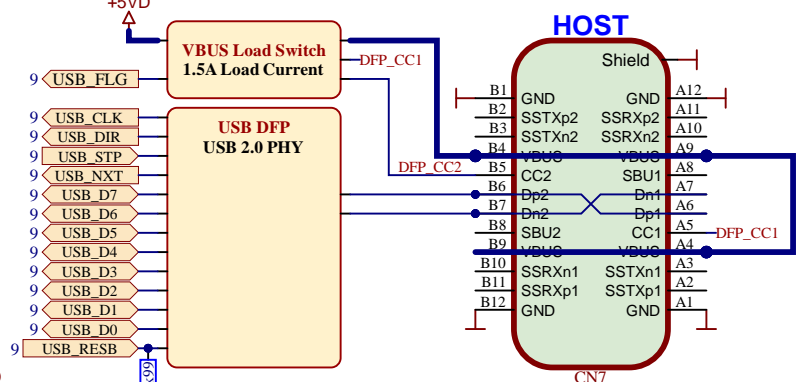 +5VD
HOST
VBUS Load Switch
1.5A Load Current
DFP_CC1
9 USB_FLG
USB DFP
USB 2.0 PHY
9 USB_CLK
9 USB_DIR
9 USB_STP
9 USB_NXT
9 USB_D7
9 USB_D6
9 USB_D5
9 USB_D4
9 USB_D3
9 USB_D2
9 USB_D1
9 USB_D0
9 USB_RESB
DFP_CC2
Shield
B1 GND GND A12
B2 SSTXp2 SSRXp2 A11
B3 SSTXn2 SSRXn2 A10
B4 VBUS VBUS A9
B5 CC2 SBU1 A8
B6 Dp2 Dn1 A7
B7 Dn2 Dp1 A6
B8 SBU2 CC1 A5 DFP_CC1
B9 VBUS VBUS A4
B10 SSRXn1 SSTXn1 A3
B11 SSRXp1 SSTXp1 A2
B12 GND GND A1
CN7